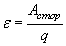 ε = A_стор / q